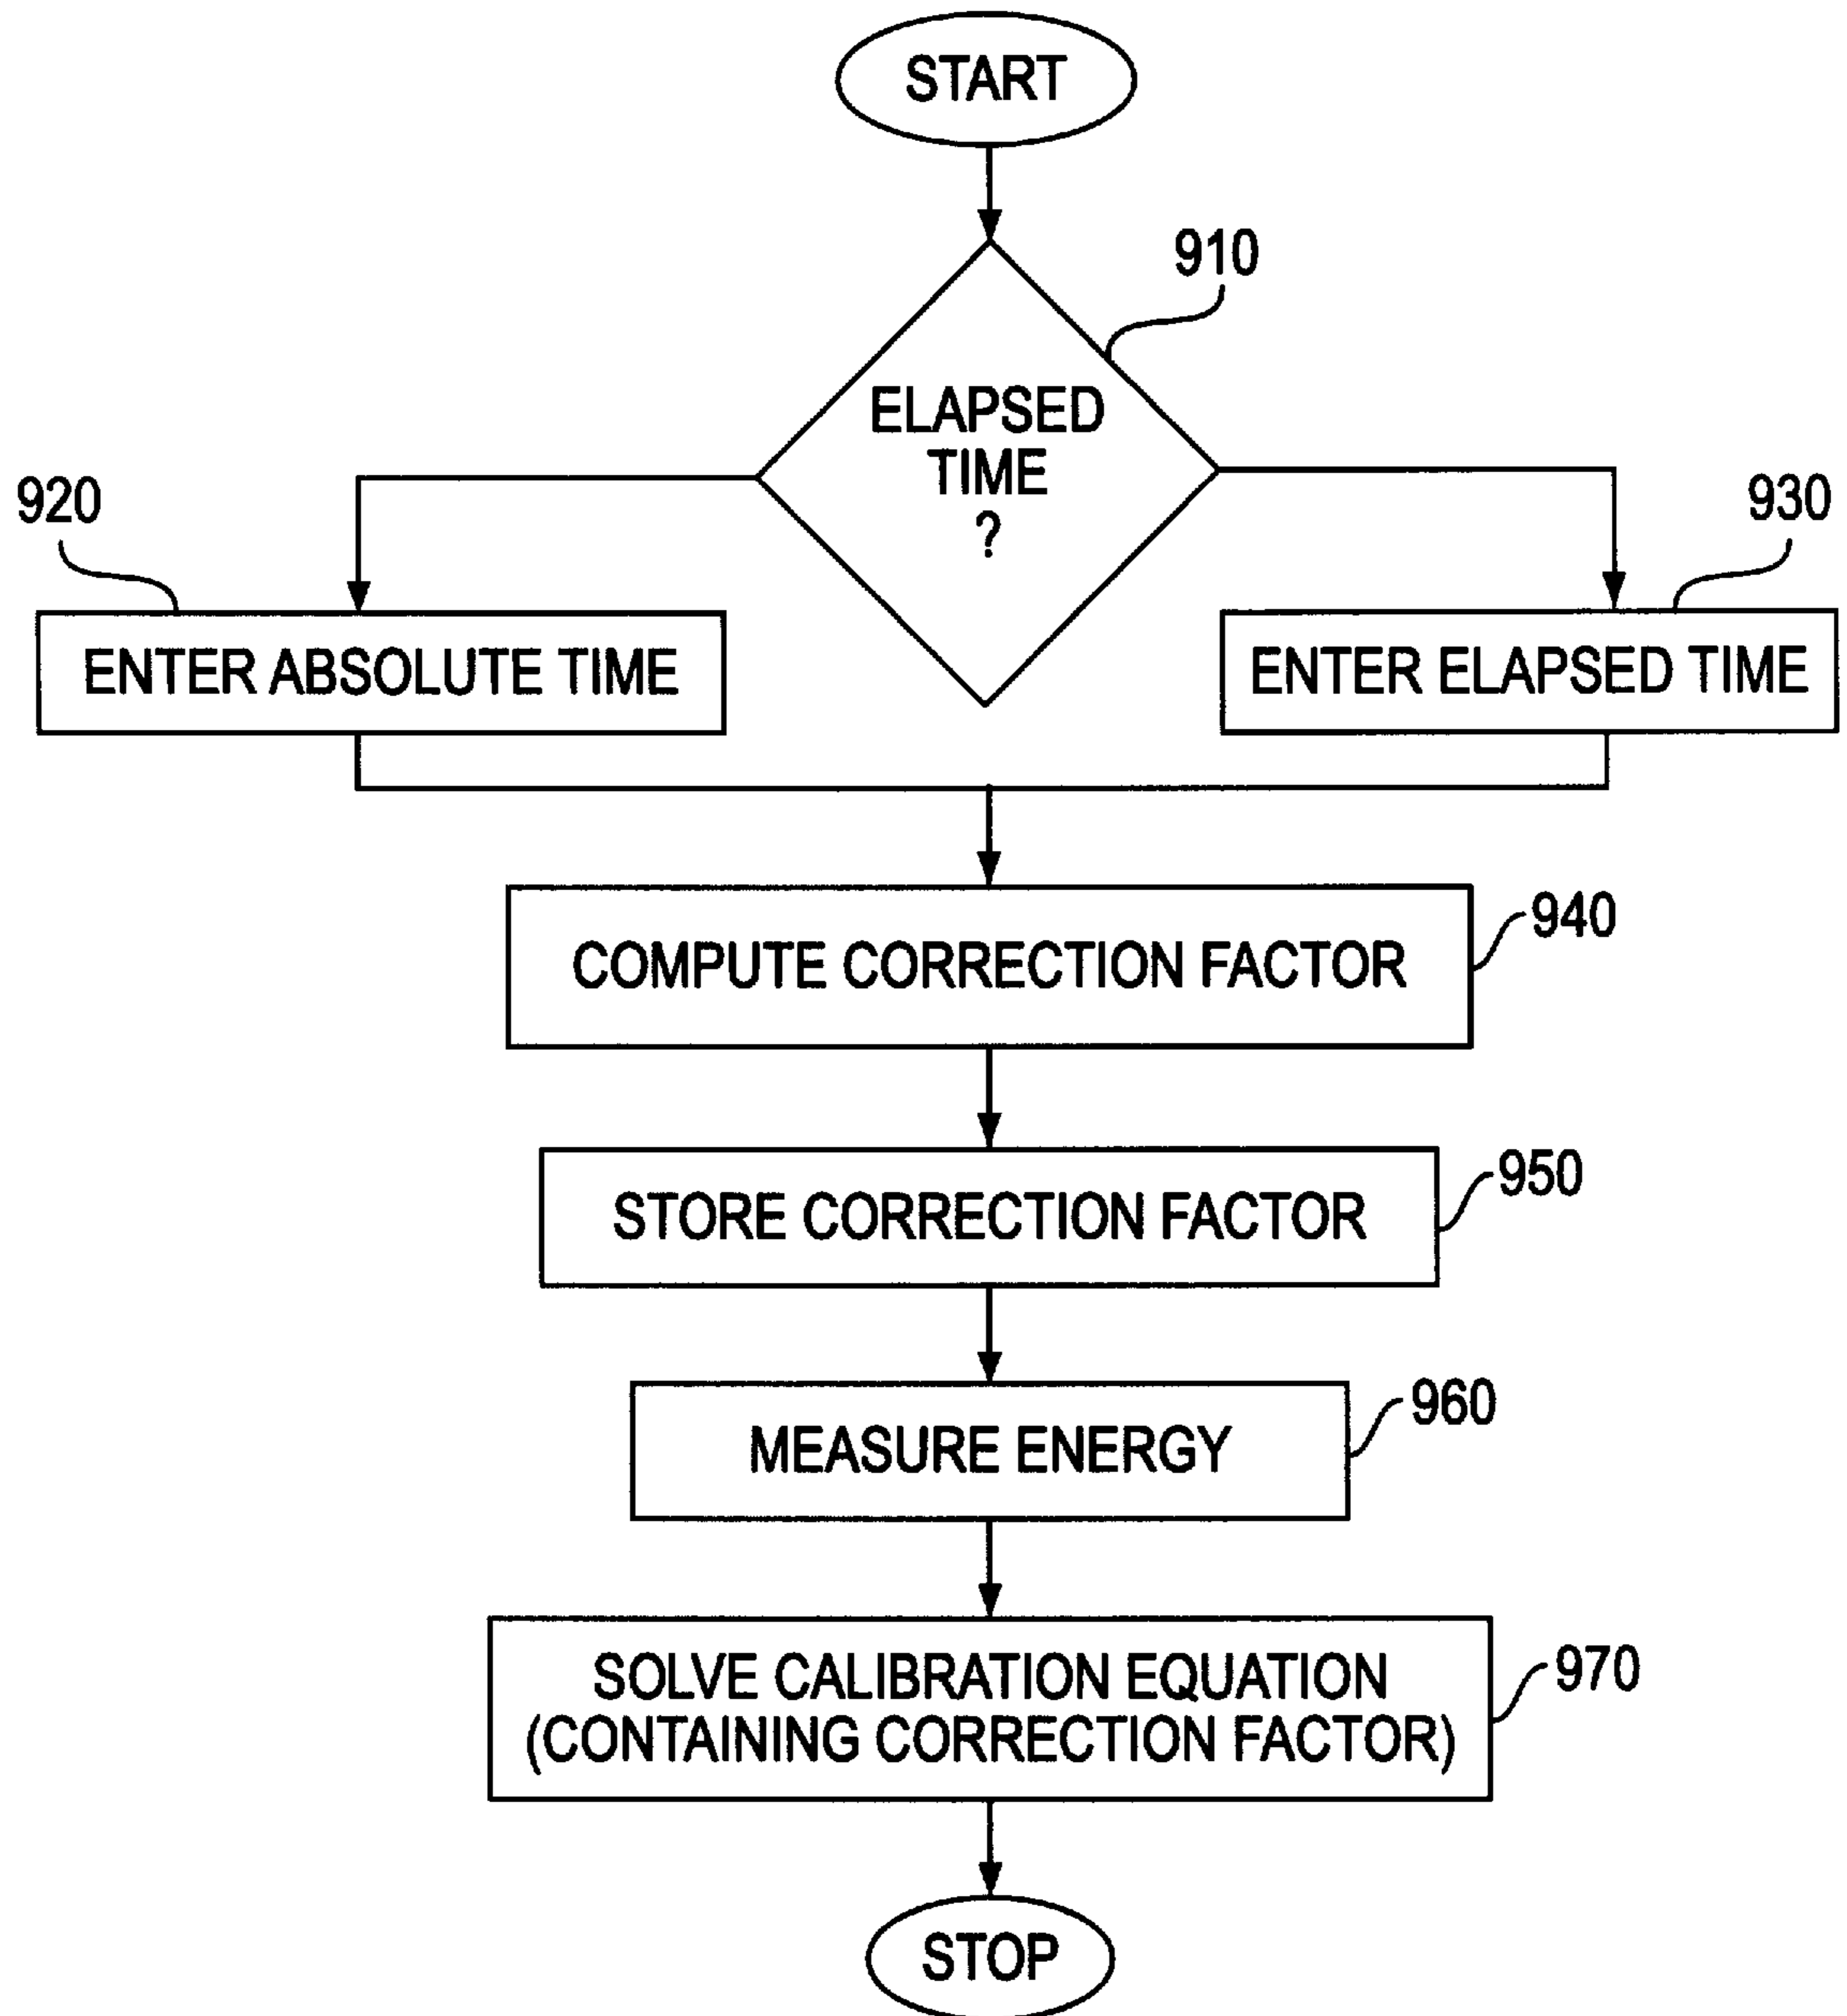 START
910
ELAPSED
TIME
?
920
930
ENTER ABSOLUTE TIME
ENTER ELAPSED TIME
COMPUTE CORRECTION FACTOR
940
STORE CORRECTION FACTOR
950
MEASURE ENERGY
960
SOLVE CALIBRATION EQUATION
(CONTAINING CORRECTION FACTOR)
970
STOP